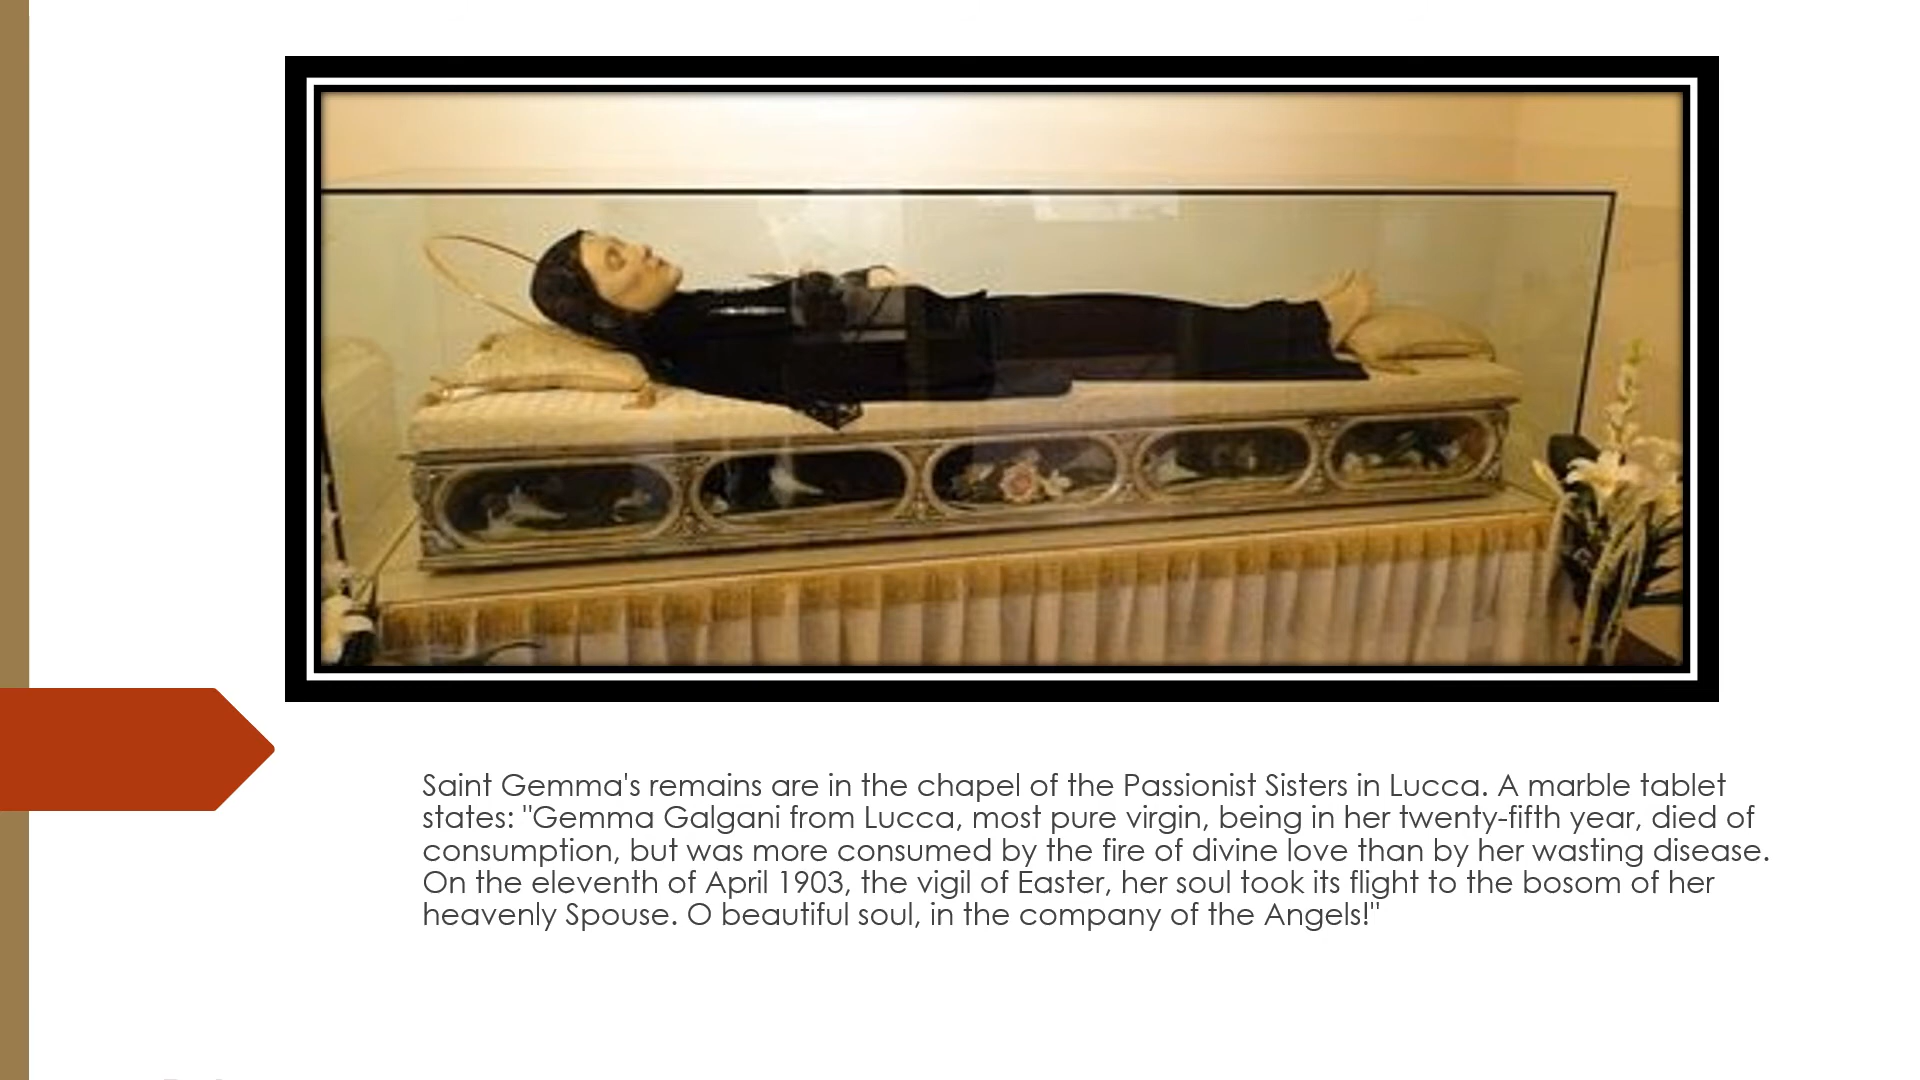 Saint Gemma's remains are in the chapel of the Passionist Sisters in Lucca. A marble tablet
states: "Gemma Galgani from Lucca, most pure virgin, being in her twenty-fifth year, died of
consumption, but was more consumed by the fire of divine love than by her wasting disease.
On the eleventh of April 1903, the vigil of Easter, her soul took its flight to the bosom of her
heavenly Spouse. O beautiful soul, in the company of the Angels!"